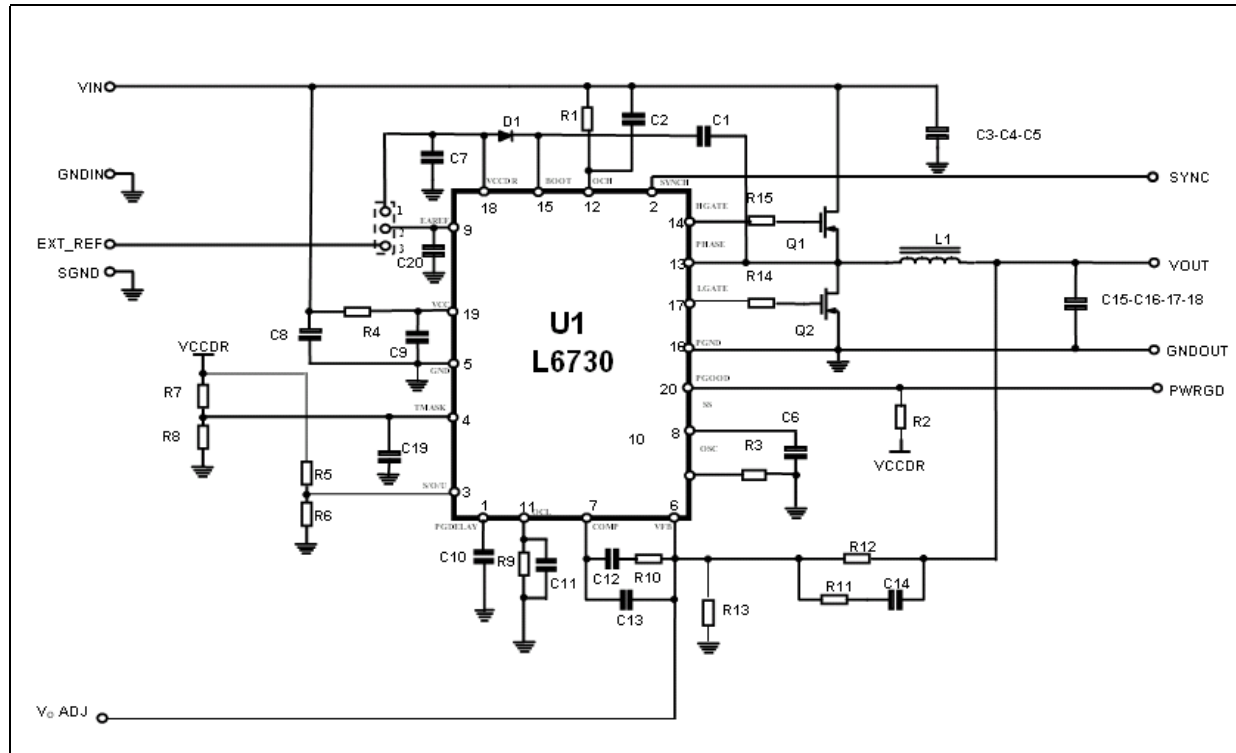 VIN
R1
C2
C1
C3-C4-C5
D1
C7
GNDIN
VCCDR
BOOT
OCH
SYNCH
SYNC
18
15
12
2
HGATE
R15
1
EAREF
14
Q1
2
9
PHASE
L1
EXT_REF
3
C20
13
VOUT
SGND
R14
LGATE
C15-C16-17-18
VCC
17
R4
19
U1
Q2
C8
C9
L6730
PGND
VCCDR
16
GNDOUT
5
GND
PGOOD
R7
20
PWRGD
TMASK
SS
C6
R2
4
R8
C19
10
8
R3
OSC
VCCDR
R5
S/O/U
3
R6
1
11
OCL
7
6
PGDELAY
COMP
VFB
R12
C10
R9
C11
C12
R10
R11
C14
C13
R13
Vo ADJ